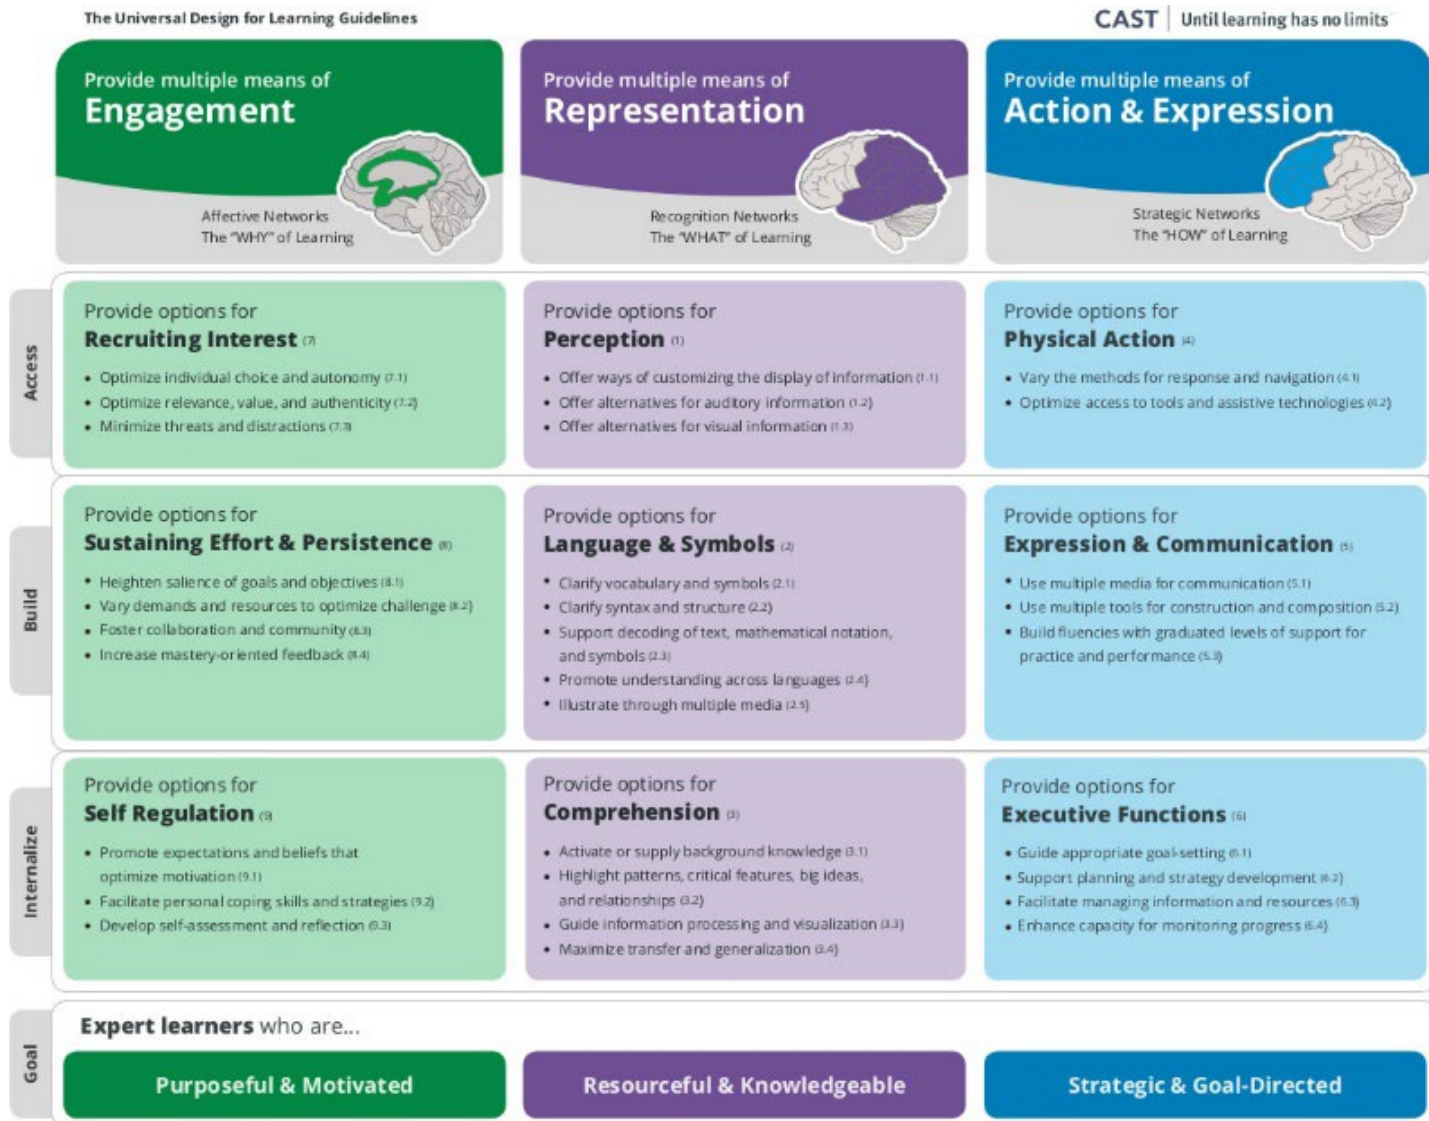 The Universal Design for Learning Guidelines
CAST | Until learning has no limits
Provide multiple means of
Engagement
Affective Networks
The “WHY” of Learning
Provide multiple means of
Representation
Recognition Networks
The “WHAT” of Learning
Provide multiple means of
Action & Expression
Strategic Networks
The “HOW” of Learning
Access
Provide options for
Recruiting Interest (7)
• Optimize individual choice and autonomy (7.1)
• Optimize relevance, value, and authenticity (7.2)
• Minimize threats and distractions (7.3)
Provide options for
Perception (1)
• Offer ways of customizing the display of information (1.1)
• Offer alternatives for auditory information (1.2)
• Offer alternatives for visual information (1.3)
Provide options for
Physical Action (4)
• Vary the methods for response and navigation (4.1)
• Optimize access to tools and assistive technologies (4.2)
Build
Provide options for
Sustaining Effort & Persistence (8)
• Heighten salience of goals and objectives (8.1)
• Vary demands and resources to optimize challenge (8.2)
• Foster collaboration and community (8.3)
• Increase mastery-oriented feedback (8.4)
Provide options for
Language & Symbols (2)
• Clarify vocabulary and symbols (2.1)
• Clarify syntax and structure (2.2)
• Support decoding of text, mathematical notation,
and symbols (2.3)
• Promote understanding across languages (2.4)
• Illustrate through multiple media (2.5)
Provide options for
Expression & Communication (5)
• Use multiple media for communication (5.1)
• Use multiple tools for construction and composition (5.2)
• Build fluencies with graduated levels of support for
practice and performance (5.3)
Internalize
Provide options for
Self Regulation (9)
• Promote expectations and beliefs that
optimize motivation (9.1)
• Facilitate personal coping skills and strategies (9.2)
• Develop self-assessment and reflection (9.3)
Provide options for
Comprehension (3)
• Activate or supply background knowledge (3.1)
• Highlight patterns, critical features, big ideas,
and relationships (3.2)
• Guide information processing and visualization (3.3)
• Maximize transfer and generalization (3.4)
Provide options for
Executive Functions (6)
• Guide appropriate goal-setting (6.1)
• Support planning and strategy development (6.2)
• Facilitate managing information and resources (6.3)
• Enhance capacity for monitoring progress (6.4)
Goal
Expert learners who are...
Purposeful & Motivated
Resourceful & Knowledgeable
Strategic & Goal-Directed